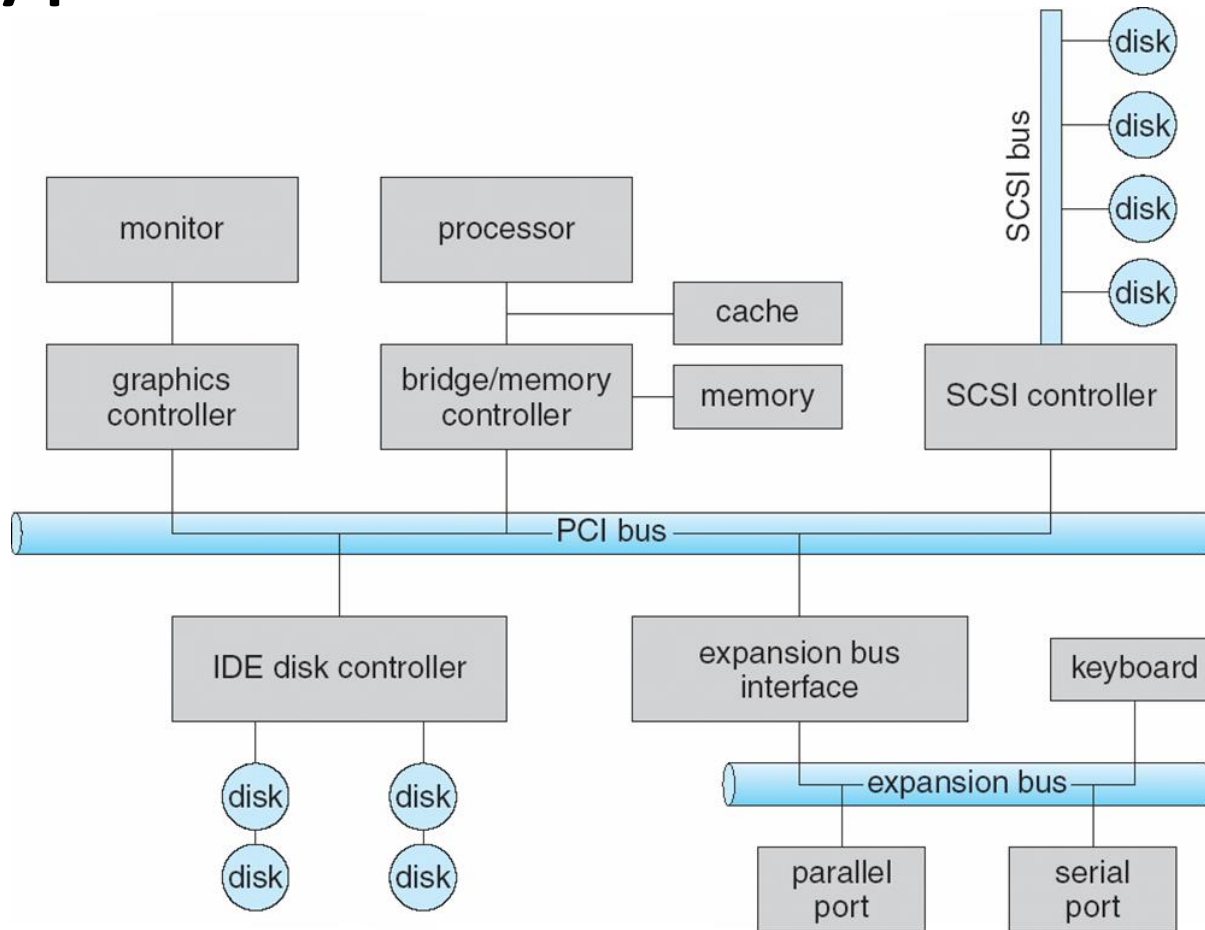 disk
disk
disk
disk
SCSI bus
monitor
processor
cache
graphics
controller
bridge/memory
controller
memory
SCSI controller
PCI bus
IDE disk controller
expansion bus
interface
keyboard
disk
disk
expansion bus
disk
disk
parallel
port
serial
port